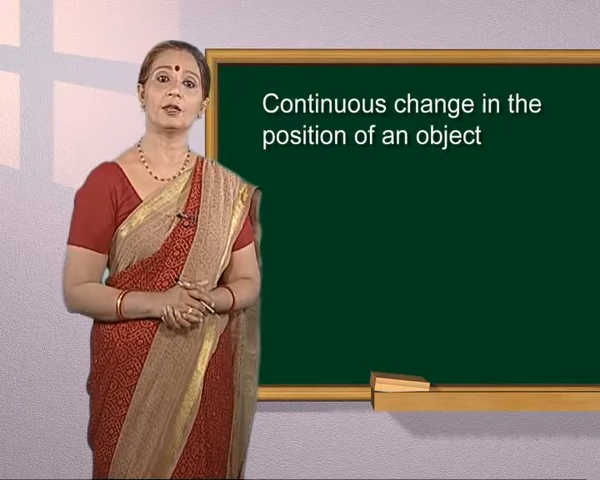 Continuous change in the
position of an object